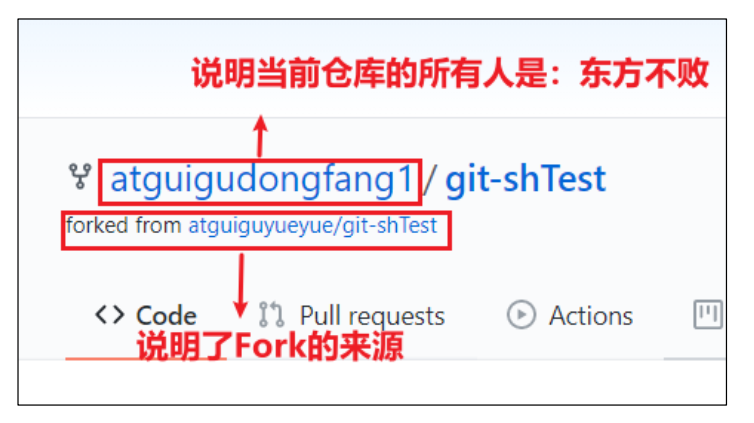 说明当前仓库的所有人是：东方不败
atguigudongfang1 / git-shTest
forked from atguiguyueyue/git-shTest
<> Code Pull requests Actions
说明了Fork的来源